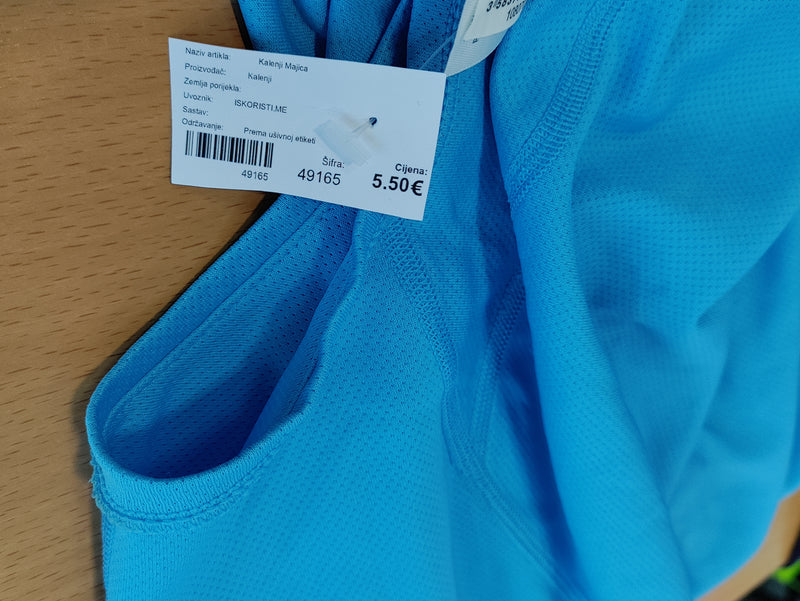 Naziv artikla: Kalenji Majica
Proizvođač: Kalenji
Zemlja porijekla:
Uvoznik: ISKORISTI.ME
Sastav:
Održavanje: Prema ušivnoj etiketi
49165
Šifra:
49165
Cijena:
5.50€